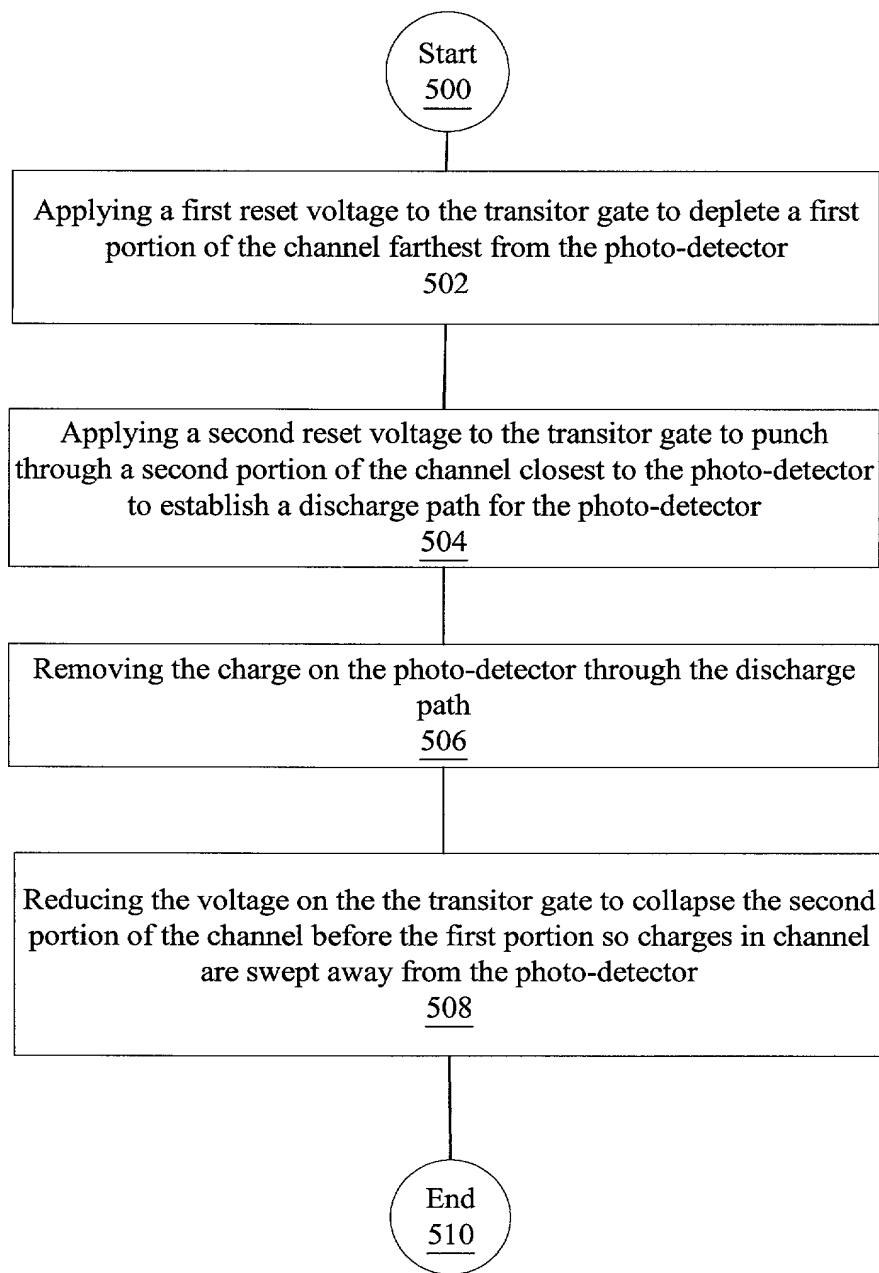 Start
500
Applying a first reset voltage to the transitor gate to deplete a first
portion of the channel farthest from the photo-detector
502
Applying a second reset voltage to the transitor gate to punch
through a second portion of the channel closest to the photo-detector
to establish a discharge path for the photo-detector
504
Removing the charge on the photo-detector through the discharge
path
506
Reducing the voltage on the the transitor gate to collapse the second
portion of the channel before the first portion so charges in channel
are swept away from the photo-detector
508
End
510